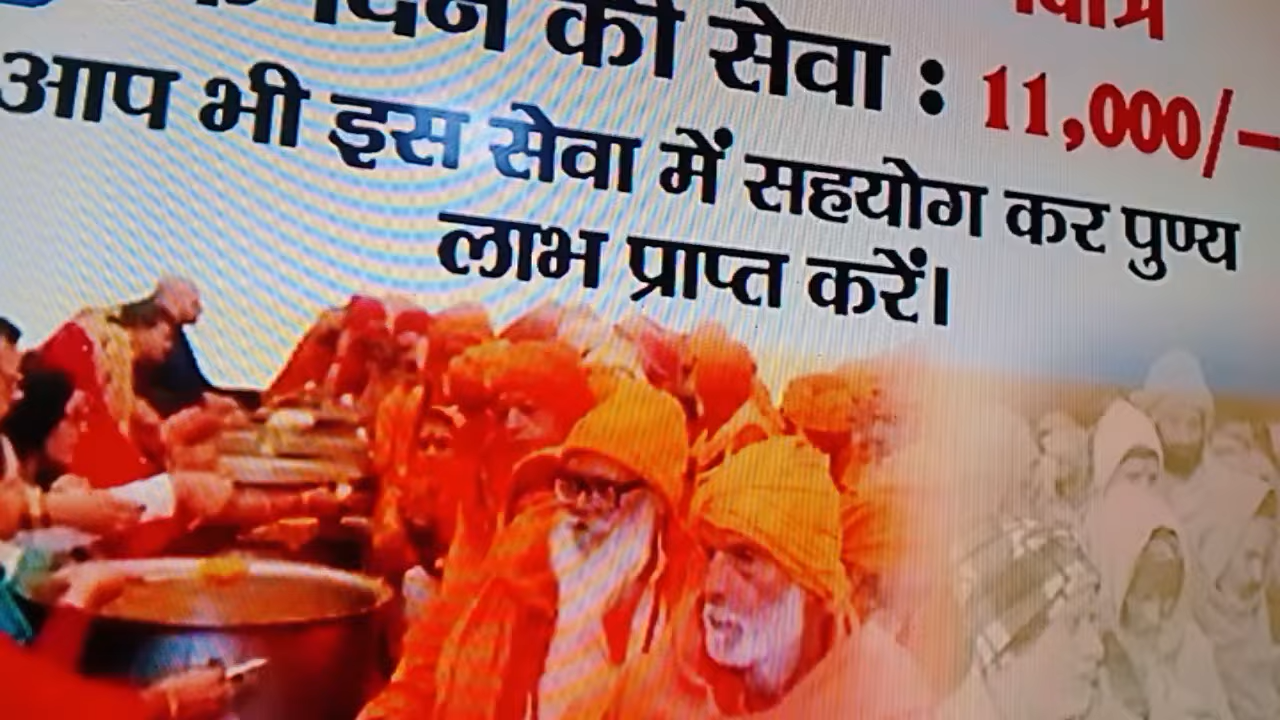 दिन की सेवा : 11,000/-
आप भी इस सेवा में सहयोग कर पुण्य
लाभ प्राप्त करें।